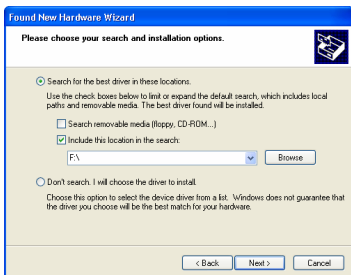 Found New Hardware Wizard
Please choose your search and installation options.
Search for the best driver in these locations.
Use the check boxes below to limit or expand the default search, which includes local
paths and removable media. The best driver found will be installed.
Search removable media (floppy, CD-ROM...)
Include this location in the search:
F:\
Browse
Don't search. I will choose the driver to install.
Choose this option to select the device driver from a list. Windows does not guarantee that
the driver you choose will be the best match for your hardware.
< Back
Next >
Cancel